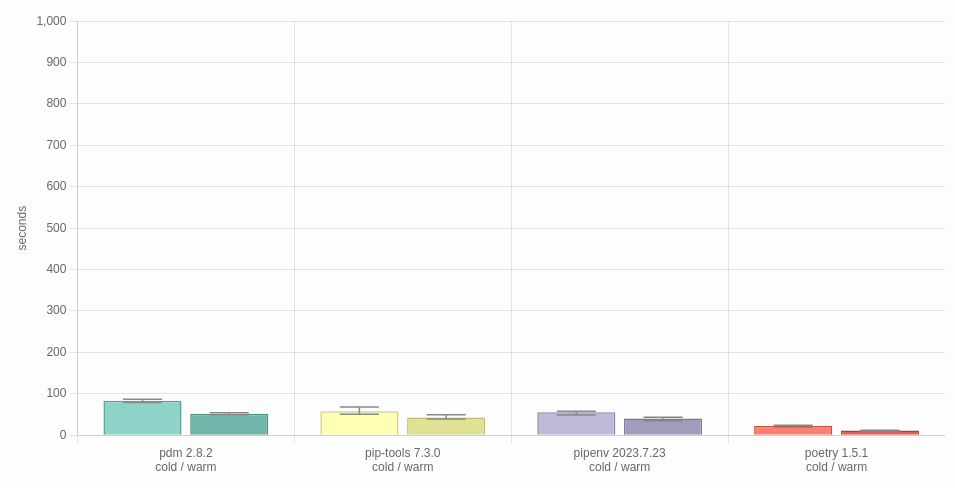 1,000
900
800
700
600
500
400
300
200
100
0
seconds
pdm 2.8.2
cold / warm
pip-tools 7.3.0
cold / warm
pipenv 2023.7.23
cold / warm
poetry 1.5.1
cold / warm